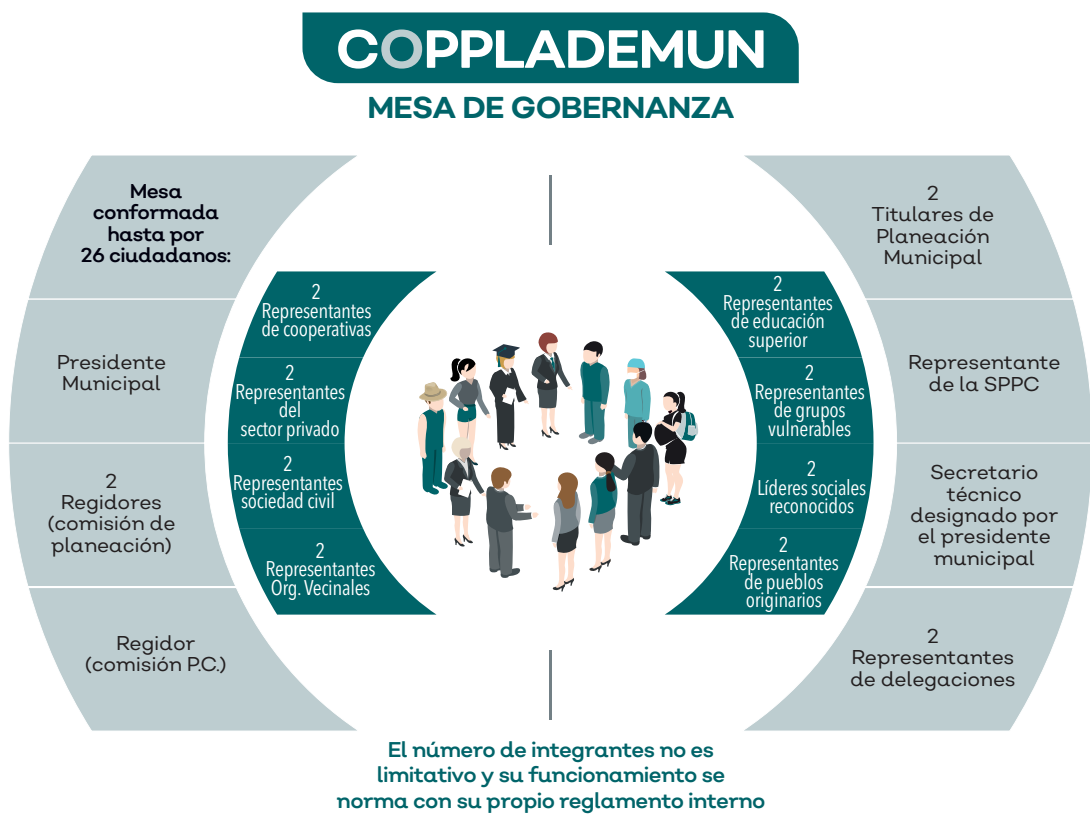 COPPLADEMUN
MESA DE GOBERNANZA
Mesa
conformada
hasta por
26 ciudadanos:
Presidente
Municipal
2
Regidores
(comisión de
planeación)
Regidor
(comisión P.C.)
2
Representantes
de cooperativas
2
Representantes
del
sector privado
2
Representantes
sociedad civil
2
Representantes
Org. Vecinales
2
Representantes
de educación
superior
2
Representantes
de grupos
vulnerables
2
Líderes sociales
reconocidos
2
Representantes
de pueblos
originarios
2
Titulares de
Planeación
Municipal
Representante
de la SPPC
Secretario
técnico
designado por
el presidente
municipal
2
Representantes
de delegaciones
El número de integrantes no es
limitativo y su funcionamiento se
norma con su propio reglamento interno